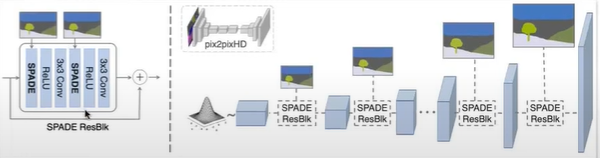 SPADE
ReLU
3x3 Conv
SPADE
ReLU
3x3 Conv
SPADE ResBlk
pix2pixHD
SPADE
ResBlk
SPADE
ResBlk
SPADE
ResBlk
SPADE
ResBlk